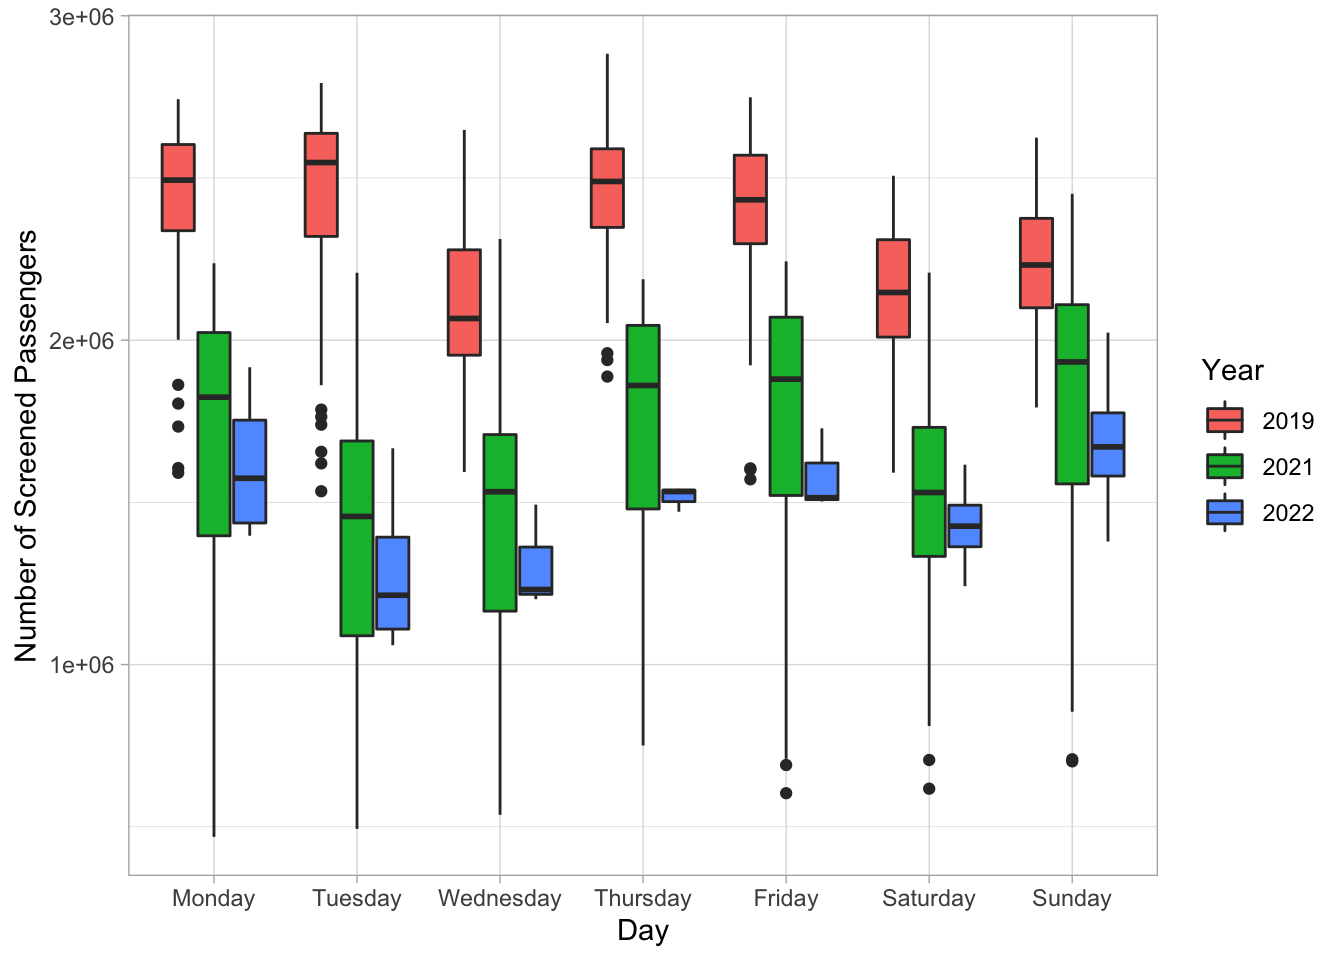 3e+06
2e+06
1e+06
Number of Screened Passengers
Monday
Tuesday
Wednesday
Thursday
Friday
Saturday
Sunday
Day
Year
2019
2021
2022